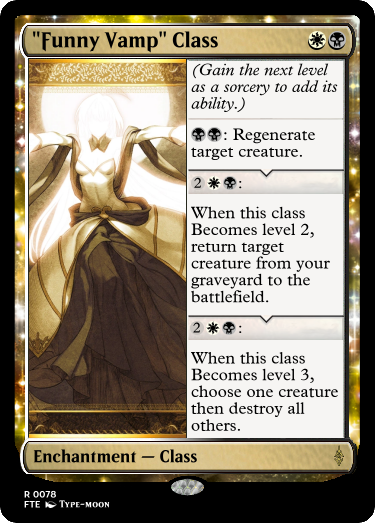 "Funny Vamp" Class
(Gain the next level
as a sorcery to add its
ability.)
: Regenerate
target creature.
2 :
When this class
Becomes level 2,
return target
creature from your
graveyard to the
battlefield.
2 :
When this class
Becomes level 3,
choose one creature
then destroy all
others.
Enchantment — Class
R 0078
FTE Type-moon